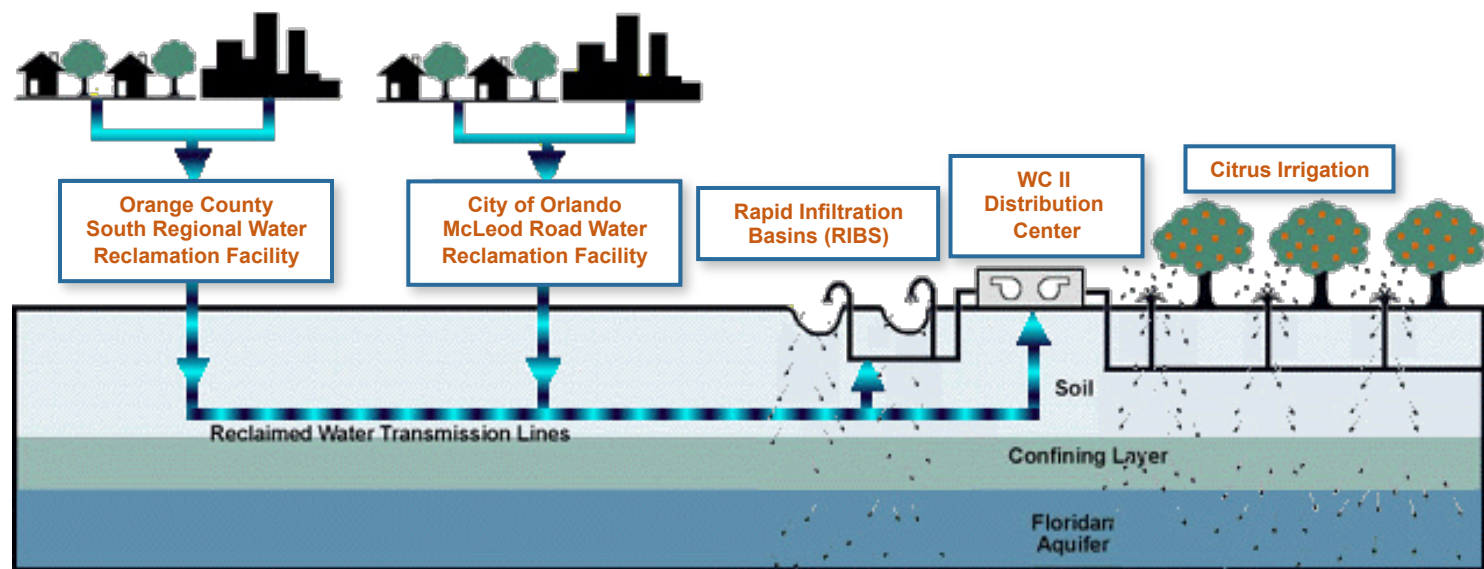 Orange County
South Regional Water
Reclamation Facility
City of Orlando
McLeod Road Water
Reclamation Facility
Rapid Infiltration
Basins (RIBS)
WC II
Distribution
Center
Citrus Irrigation
Soil
Reclaimed Water Transmission Lines
Confining Layer
Floridan
Aquifer